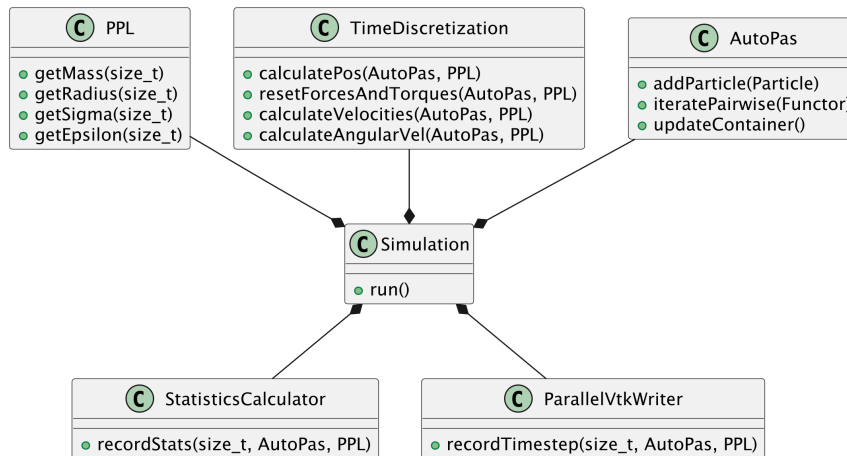 C PPL
getMass(size_t)
getRadius(size_t)
getSigma(size_t)
getEpsilon(size_t)
C TimeDiscretization
calculatePos(AutoPas, PPL)
resetForcesAndTorques(AutoPas, PPL)
calculateVelocities(AutoPas, PPL)
calculateAngularVel(AutoPas, PPL)
C AutoPas
addParticle(Particle)
iteratePairwise(Functor)
updateContainer()
C Simulation
run()
C StatisticsCalculator
recordStats(size_t, AutoPas, PPL)
C ParallelVtkWriter
recordTimestep(size_t, AutoPas, PPL)